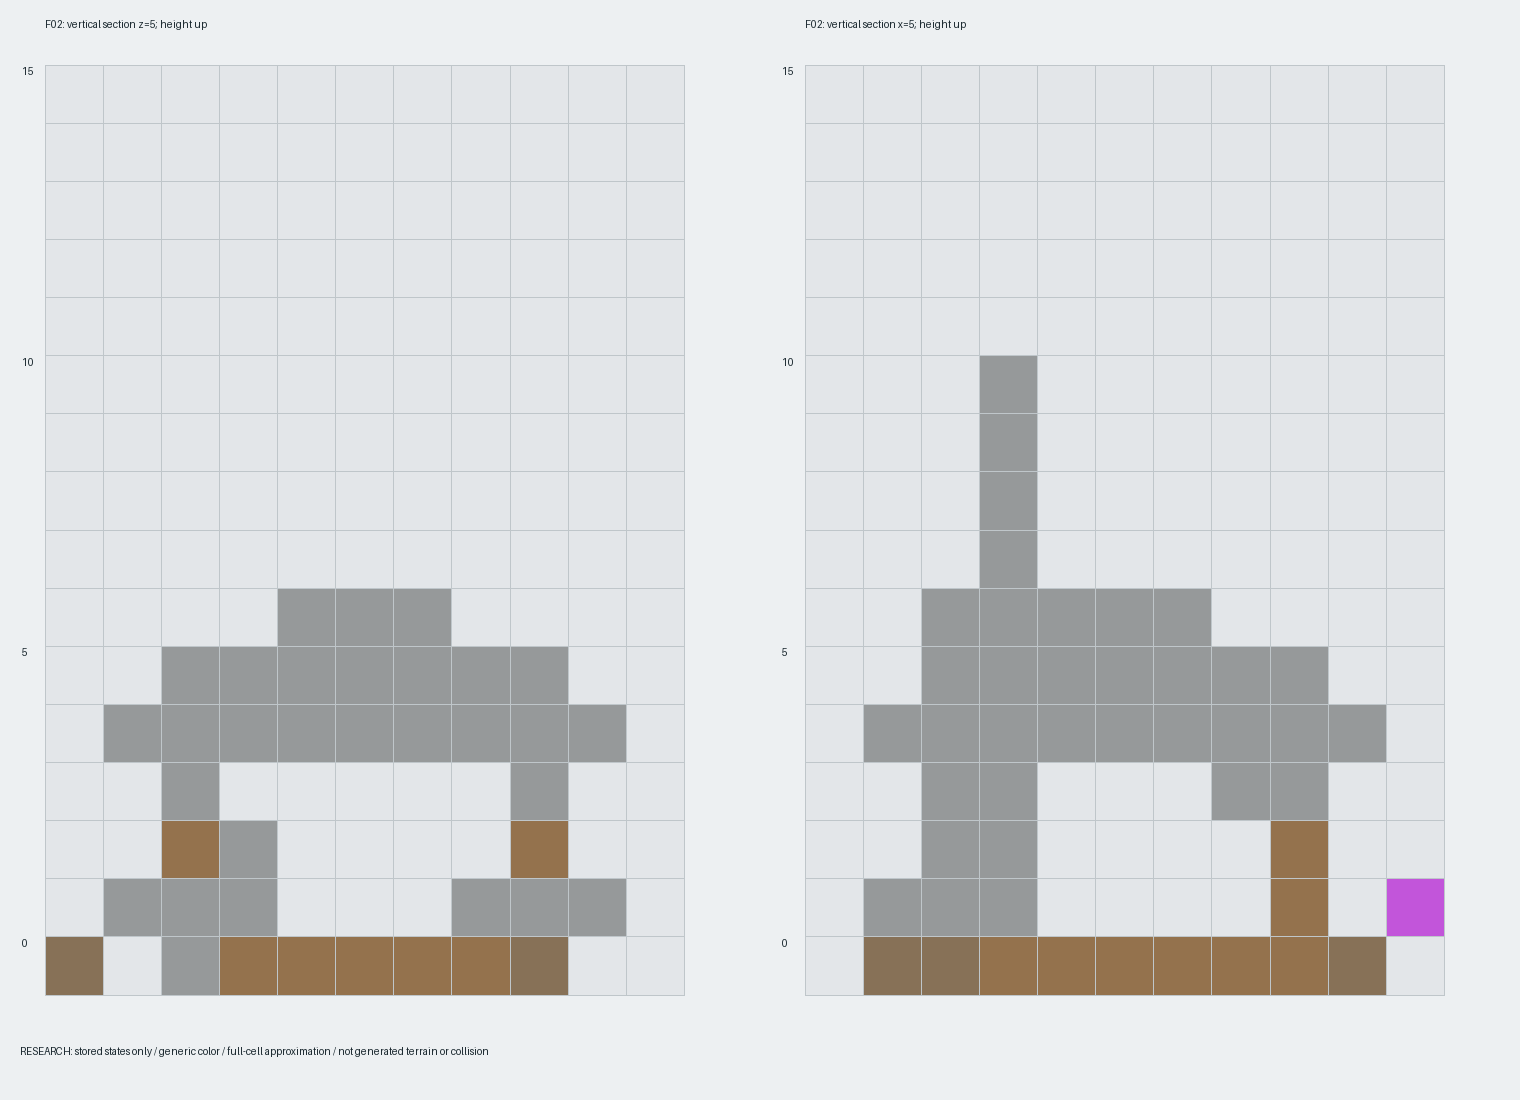 F02: vertical section z=5; height up
F02: vertical section x=5; height up
15
15
10
10
5
5
0
0
RESEARCH: stored states only / generic color / full-cell approximation / not generated terrain or collision